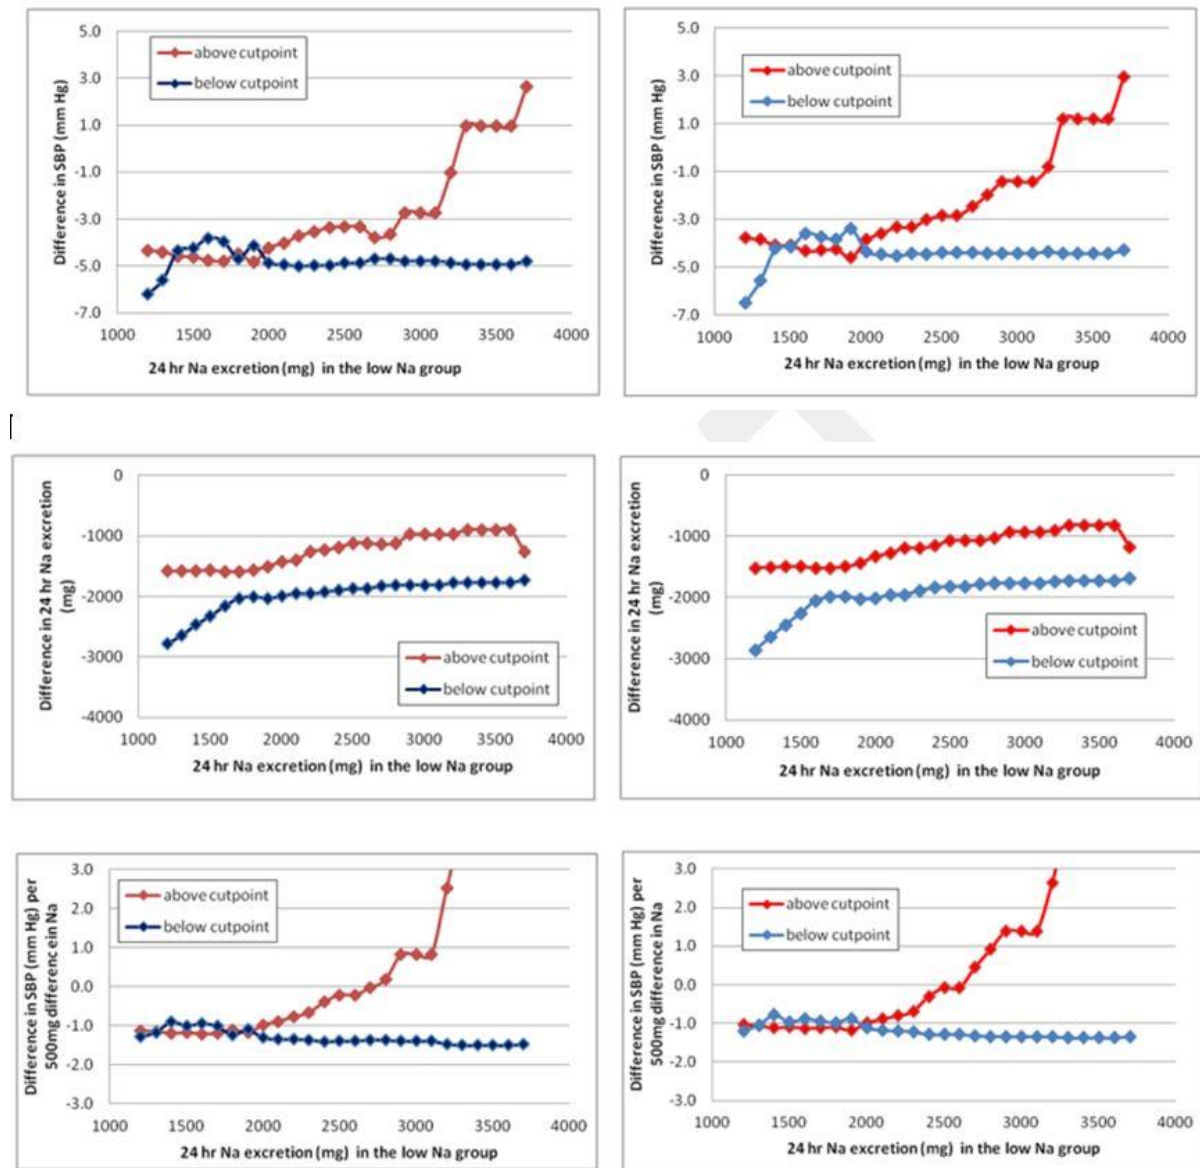 5.0
3.0
1.0
-1.0
-3.0
-5.0
-7.0
Difference in SBP (mm Hg)
above cutpoint
below cutpoint
1000 1500 2000 2500 3000 3500 4000
24 hr Na excretion (mg) in the low Na group
5.0
3.0
1.0
-1.0
-3.0
-5.0
-7.0
Difference in SBP (mm Hg)
above cutpoint
below cutpoint
1000 1500 2000 2500 3000 3500 4000
24 hr Na excretion (mg) in the low Na group
0
-1000
-2000
-3000
-4000
Difference in 24 hr Na excretion
(mg)
above cutpoint
below cutpoint
1000 1500 2000 2500 3000 3500 4000
24 hr Na excretion (mg) in the low Na group
0
-1000
-2000
-3000
-4000
Difference in 24 hr Na excretion
(mg)
above cutpoint
below cutpoint
1000 1500 2000 2500 3000 3500 4000
24 hr Na excretion (mg) in the low Na group
3.0
2.0
1.0
0.0
-1.0
-2.0
-3.0
Difference in SBP (mm Hg) per
500mg differenc ein Na
above cutpoint
below cutpoint
1000 1500 2000 2500 3000 3500 4000
24 hr Na excretion (mg) in the low Na group
3.0
2.0
1.0
0.0
-1.0
-2.0
-3.0
Difference in SBP (mm Hg) per
500mg difference in Na
above cutpoint
below cutpoint
1000 1500 2000 2500 3000 3500 4000
24 hr Na excretion (mg) in the low Na group